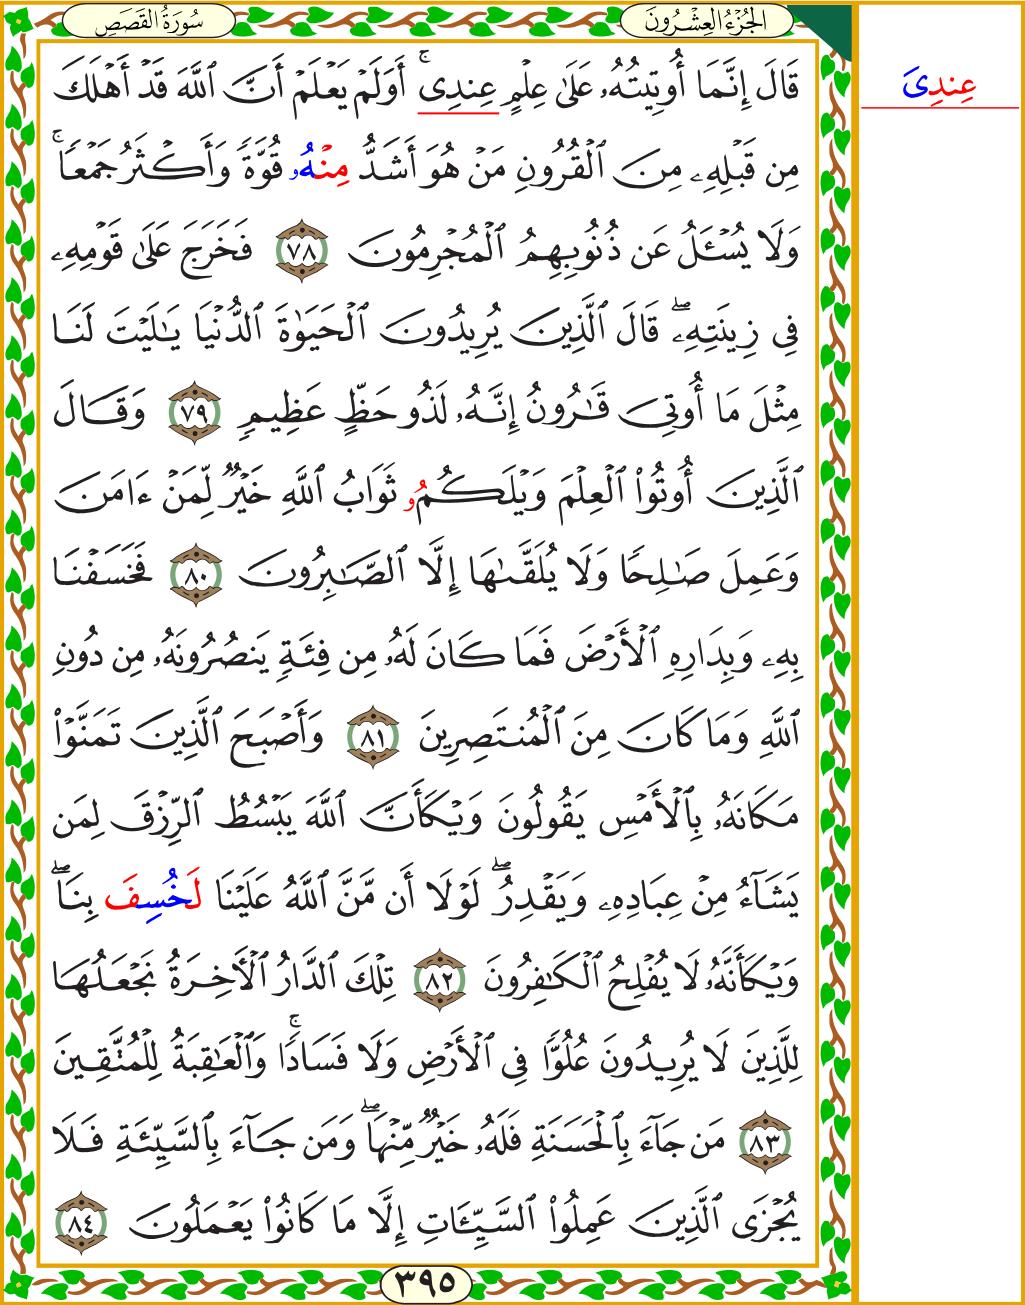 الجُزْءُ العِشْرُونَ
سُورَةُ القَصَصِ
عِندِىَ
قَالَ إِنَّمَا أُوتِيتُهُۥ عَلَىٰ عِلْمٍ عِندِىٓۚ أَوَلَمْ يَعْلَمْ أَنَّ ٱللَّهَ قَدْ أَهْلَكَ
مِن قَبْلِهِۦ مِنَ ٱلْقُرُونِ مَنْ هُوَ أَشَدُّ مِنْهُۥ قُوَّةً وَأَكْثَرُ جَمْعًاۚ
وَلَا يُسْـَٔلُ عَن ذُنُوبِهِمُ ٱلْمُجْرِمُونَ ٧٨ فَخَرَجَ عَلَىٰ قَوْمِهِۦ
فِى زِينَتِهِۦۖ قَالَ ٱلَّذِينَ يُرِيدُونَ ٱلْحَيَوٰةَ ٱلدُّنْيَا يَـٰلَيْتَ لَنَا
مِثْلَ مَا أُوتِىَ قَـٰرُونُ إِنَّهُۥ لَذُو حَظٍّ عَظِيمٍ ٧٩ وَقَالَ
ٱلَّذِينَ أُوتُوا۟ ٱلْعِلْمَ وَيْلَكُمُۥ ثَوَابُ ٱللَّهِ خَيْرٌ لِّمَنْ ءَامَنَ
وَعَمِلَ صَـٰلِحًا وَلَا يُلَقَّىٰهَا إِلَّا ٱلصَّـٰبِرُونَ ٨٠ فَخَسَفْنَا
بِهِۦ وَبِدَارِهِ ٱلْأَرْضَ فَمَا كَانَ لَهُۥ مِن فِئَةٍ يَنصُرُونَهُۥ مِن دُونِ
ٱللَّهِ وَمَا كَانَ مِنَ ٱلْمُنتَصِرِينَ ٨١ وَأَصْبَحَ ٱلَّذِينَ تَمَنَّوْا۟
مَكَانَهُۥ بِٱلْأَمْسِ يَقُولُونَ وَيْكَأَنَّ ٱللَّهَ يَبْسُطُ ٱلرِّزْقَ لِمَن
يَشَآءُ مِنْ عِبَادِهِۦ وَيَقْدِرُۖ لَوْلَا أَن مَّنَّ ٱللَّهُ عَلَيْنَا لَخُسِفَ بِنَاۖ
وَيْكَأَنَّهُۥ لَا يُفْلِحُ ٱلْكَـٰفِرُونَ ٨٢ تِلْكَ ٱلدَّارُ ٱلْأَخِرَةُ نَجْعَلُهَا
لِلَّذِينَ لَا يُرِيدُونَ عُلُوًّا فِى ٱلْأَرْضِ وَلَا فَسَادًاۚ وَٱلْعَـٰقِبَةُ لِلْمُتَّقِينَ
٨٣ مَن جَآءَ بِٱلْحَسَنَةِ فَلَهُۥ خَيْرٌ مِّنْهَاۖ وَمَن جَآءَ بِٱلسَّيِّئَةِ فَلَا
يُجْزَى ٱلَّذِينَ عَمِلُوا۟ ٱلسَّيِّـَٔاتِ إِلَّا مَا كَانُوا۟ يَعْمَلُونَ ٨٤
٣٩٥